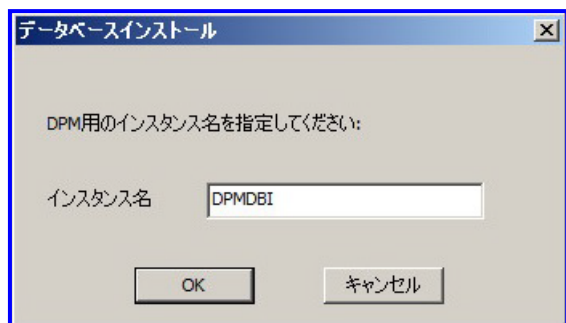 データベースインストール
DPM用のインスタンス名を指定してください:
インスタンス名 DPMDBI
OK キャンセル